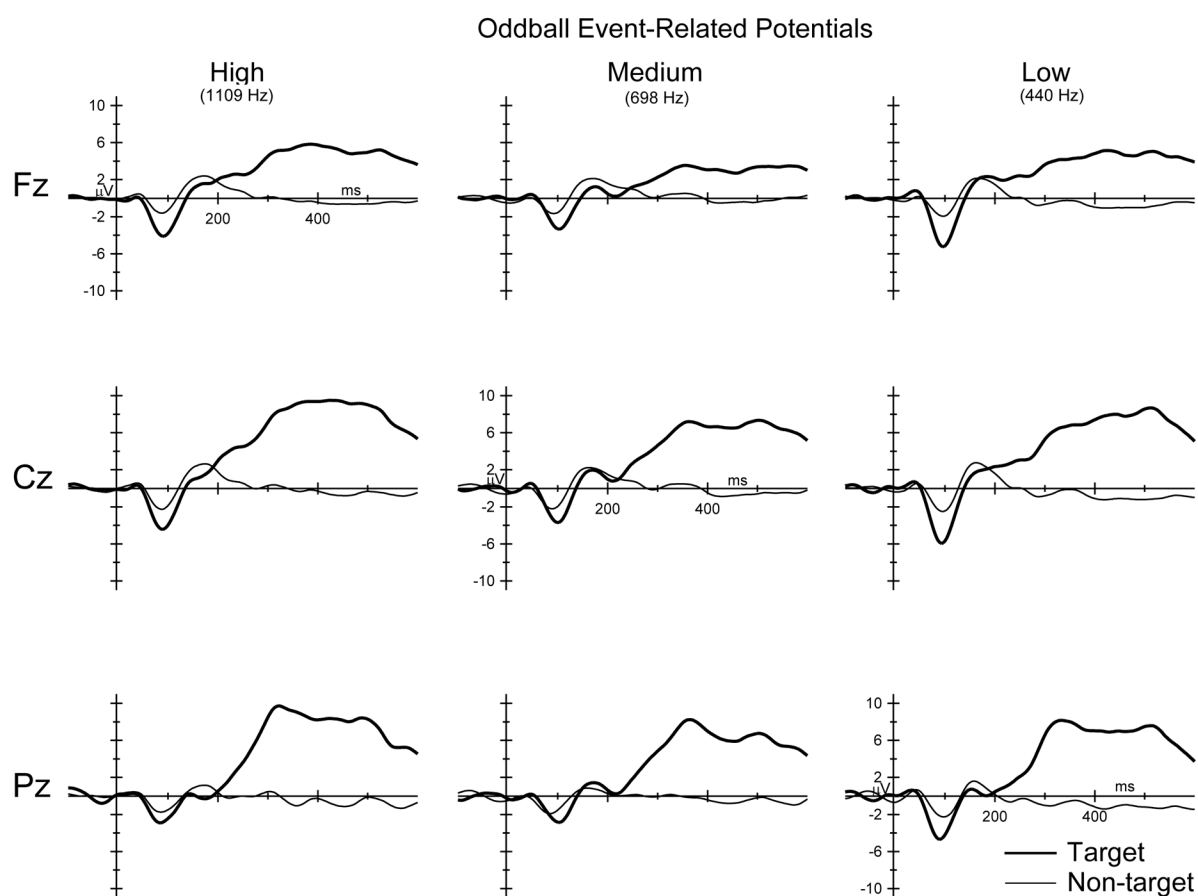 Oddball Event-Related Potentials
High
(1109 Hz)
Medium
(698 Hz)
Low
(440 Hz)
Fz
10
6
2
-2
-6
-10
µV
ms
200
400
Cz
10
6
2
-2
-6
-10
µV
ms
200
400
Pz
10
6
2
-2
-6
-10
µV
ms
200
400
Target
Non-target